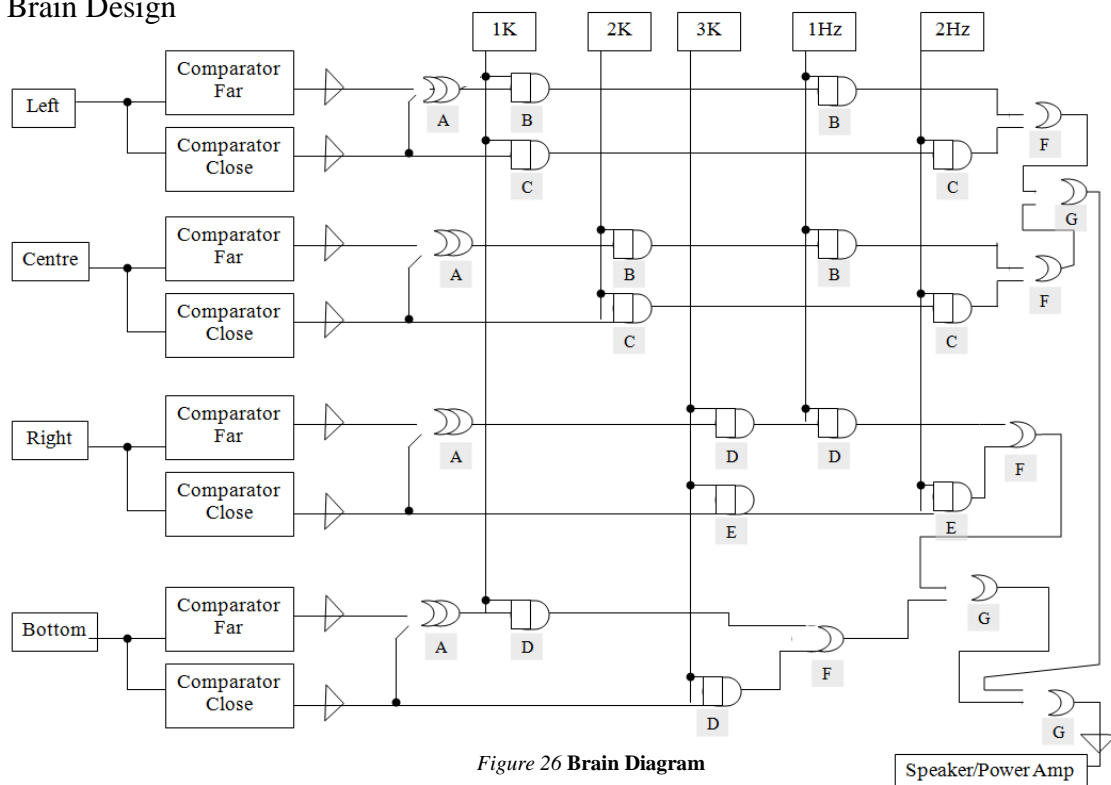 Brain Design
1K
2K
3K
1Hz
2Hz
Left
Comparator
Far
Comparator
Close
A
B
B
F
C
C
G
Centre
Comparator
Far
Comparator
Close
A
B
B
F
C
C
Right
Comparator
Far
Comparator
Close
A
D
D
F
E
E
Bottom
Comparator
Far
Comparator
Close
A
D
F
G
D
G
Figure 26 Brain Diagram
Speaker/Power Amp